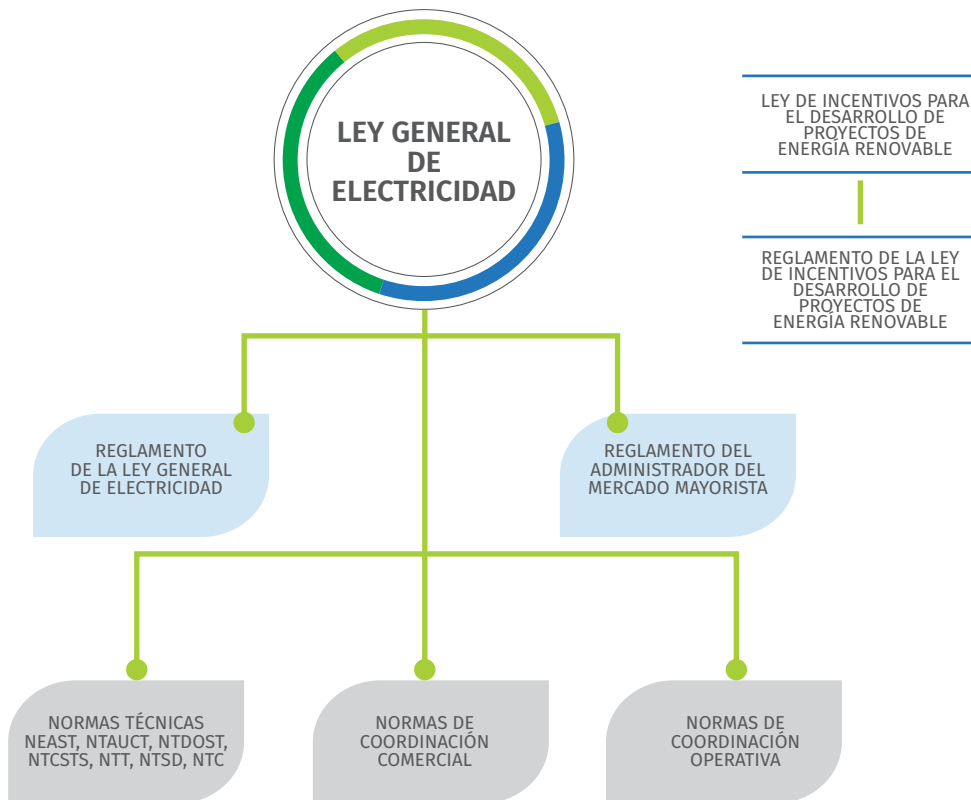 LEY GENERAL
DE
ELECTRICIDAD
LEY DE INCENTIVOS PARA
EL DESARROLLO DE
PROYECTOS DE
ENERGÍA RENOVABLE
REGLAMENTO DE LA LEY
DE INCENTIVOS PARA EL
DESARROLLO DE
PROYECTOS DE
ENERGÍA RENOVABLE
REGLAMENTO
DE LA LEY GENERAL
DE ELECTRICIDAD
REGLAMENTO DEL
ADMINISTRADOR DEL
MERCADO MAYORISTA
NORMAS TÉCNICAS
NEAST, NTAUCT, NTDOST,
NTCSTS, NTT, NTSD, NTC
NORMAS DE
COORDINACIÓN
COMERCIAL
NORMAS DE
COORDINACIÓN
OPERATIVA